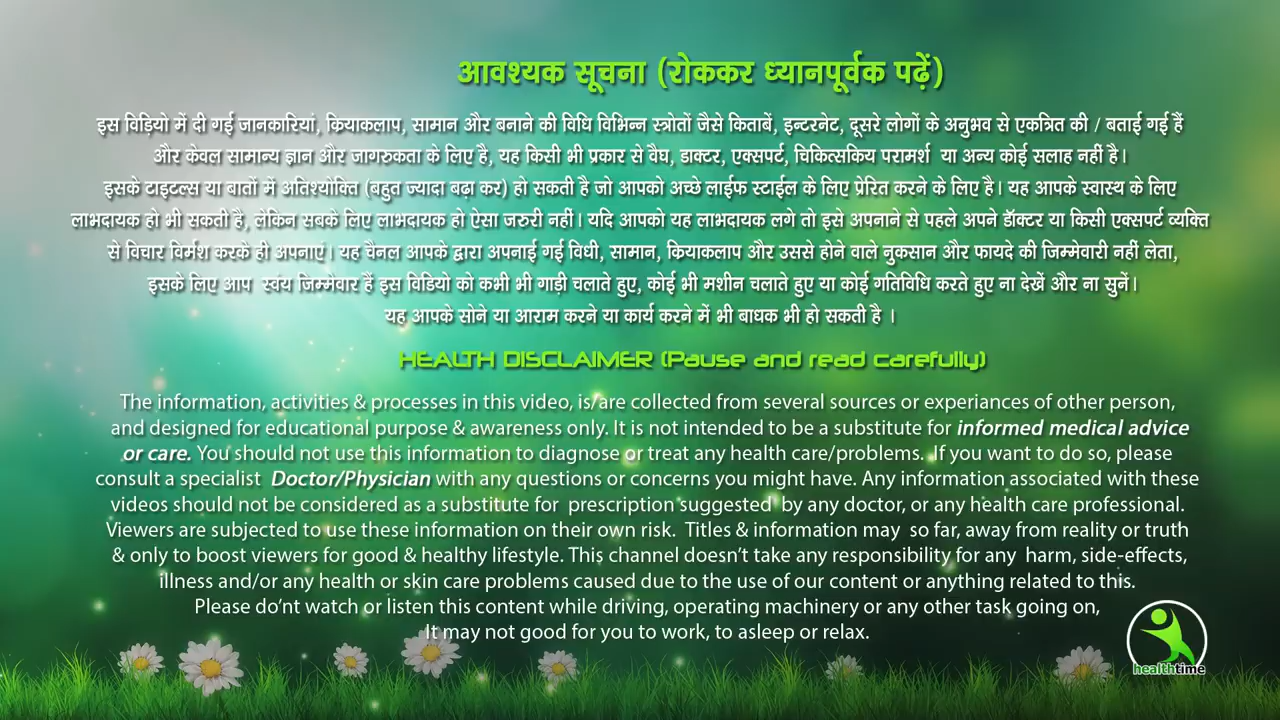 आवश्यक सूचना (रोककर ध्यानपूर्वक पढ़ें)
इस विड़ियो में दी गई जानकारियां, क्रियाकलाप, सामान और बनाने की विधि विभिन्न स्त्रोतों जैसे किताबें, इन्टरनेट, दूसरे लोगों के अनुभव से एकत्रित की / बताई गई हैं
और केवल सामान्य ज्ञान और जागरुकता के लिए है, यह किसी भी प्रकार से वैघ, डाक्टर, एक्सपर्ट, चिकित्सकिय परामर्श या अन्य कोई सलाह नहीं है।
इसके टाइटल्स या बातों में अतिश्योक्ति (बहुत ज्यादा बढ़ा कर) हो सकती है जो आपको अच्छे लाईफ स्टाईल के लिए प्रेरित करने के लिए है। यह आपके स्वास्थ के लिए
लाभदायक हो भी सकती है, लेकिन सबके लिए लाभदायक हो ऐसा जरुरी नहीं। यदि आपको यह लाभदायक लगे तो इसे अपनाने से पहले अपने डॉक्टर या किसी एक्सपर्ट व्यक्ति
से विचार विर्मश करके ही अपनाएं। यह चैनल आपके द्वारा अपनाई गई विधी, सामान, क्रियाकलाप और उससे होने वाले नुकसान और फायदे की जिम्मेवारी नहीं लेता,
इसके लिए आप स्वंय जिम्मेवार हैं इस विडियो को कभी भी गाड़ी चलाते हुए, कोई भी मशीन चलाते हुए या कोई गतिविधि करते हुए ना देखें और ना सुनें।
यह आपके सोने या आराम करने या कार्य करने में भी बाधक भी हो सकती है ।
HEALTH DISCLAIMER (Pause and read carefully)
The information, activities & processes in this video, is/are collected from several sources or experiances of other person,
and designed for educational purpose & awareness only. It is not intended to be a substitute for informed medical advice
or care. You should not use this information to diagnose or treat any health care/problems. If you want to do so, please
consult a specialist Doctor/Physician with any questions or concerns you might have. Any information associated with these
videos should not be considered as a substitute for prescription suggested by any doctor, or any health care professional.
Viewers are subjected to use these information on their own risk. Titles & information may so far, away from reality or truth
& only to boost viewers for good & healthy lifestyle. This channel doesn't take any responsibility for any harm, side-effects,
illness and/or any health or skin care problems caused due to the use of our content or anything related to this.
Please do'nt watch or listen this content while driving, operating machinery or any other task going on,
It may not good for you to work, to asleep or relax.
healthtime